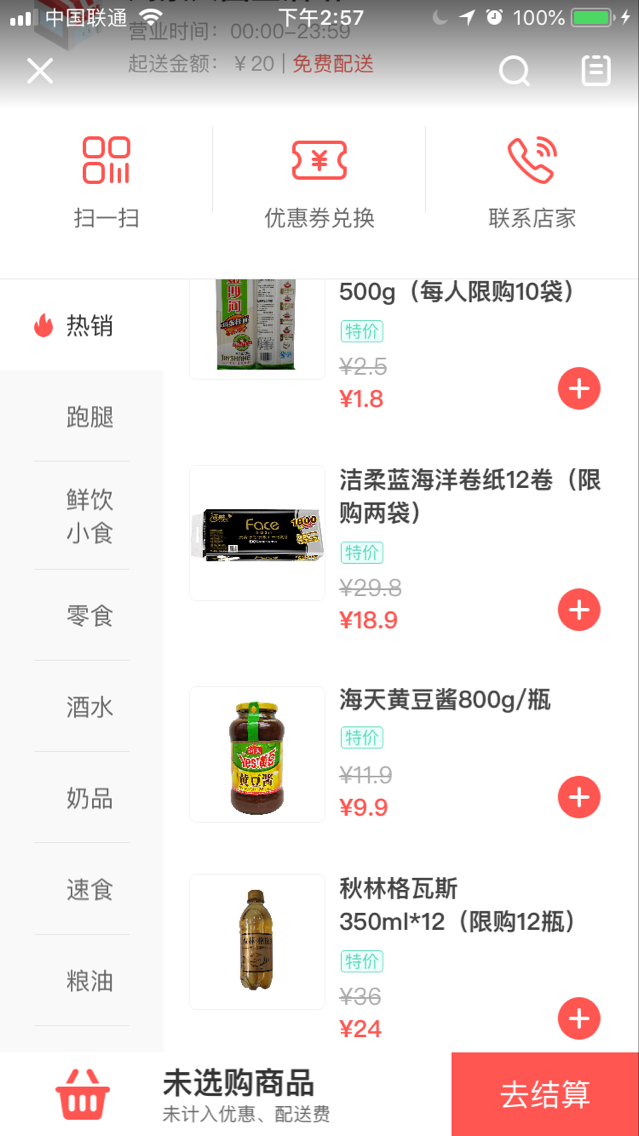 中国联通
下午2:57
100%
营业时间：00:00-23:59
起送金额：￥20 | 免费配送
扫一扫
优惠券兑换
联系店家
热销
跑腿
鲜饮
小食
零食
酒水
奶品
速食
粮油
500g（每人限购10袋）
特价
¥2.5
¥1.8
Face
1800
洁柔蓝海洋卷纸12卷（限
购两袋）
特价
¥29.8
¥18.9
黄豆酱
海天黄豆酱800g/瓶
特价
¥11.9
¥9.9
秋林格瓦斯
350ml*12（限购12瓶）
特价
¥36
¥24
未选购商品
未计入优惠、配送费
去结算